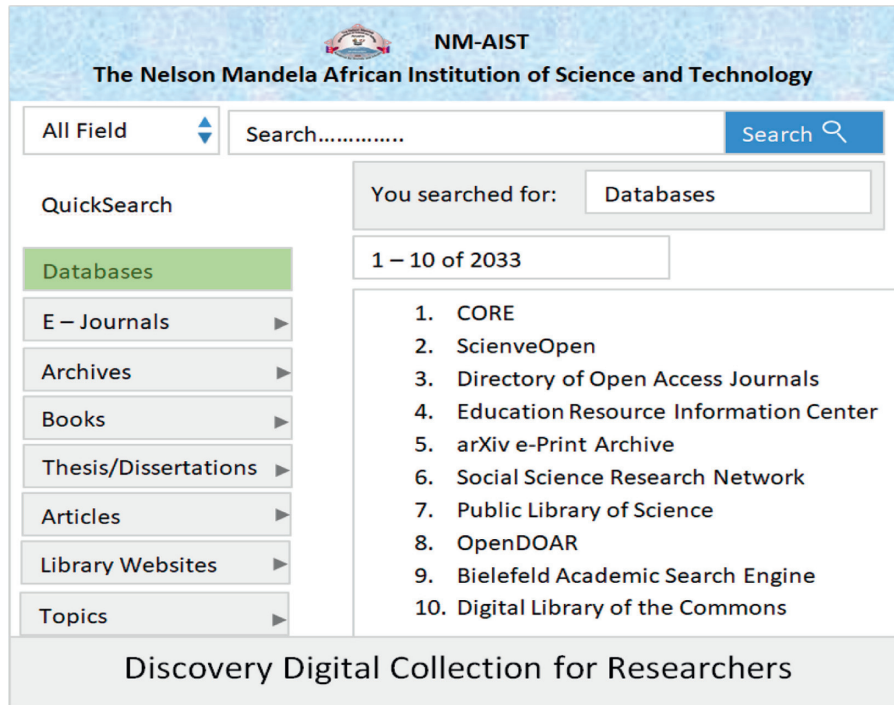 NM-AIST
The Nelson Mandela African Institution of Science and Technology
All Field
Search…………..
Search
QuickSearch
Databases
E – Journals
Archives
Books
Thesis/Dissertations
Articles
Library Websites
Topics
You searched for:
Databases
1 – 10 of 2033
1. CORE
2. ScienveOpen
3. Directory of Open Access Journals
4. Education Resource Information Center
5. arXiv e-Print Archive
6. Social Science Research Network
7. Public Library of Science
8. OpenDOAR
9. Bielefeld Academic Search Engine
10. Digital Library of the Commons
Discovery Digital Collection for Researchers